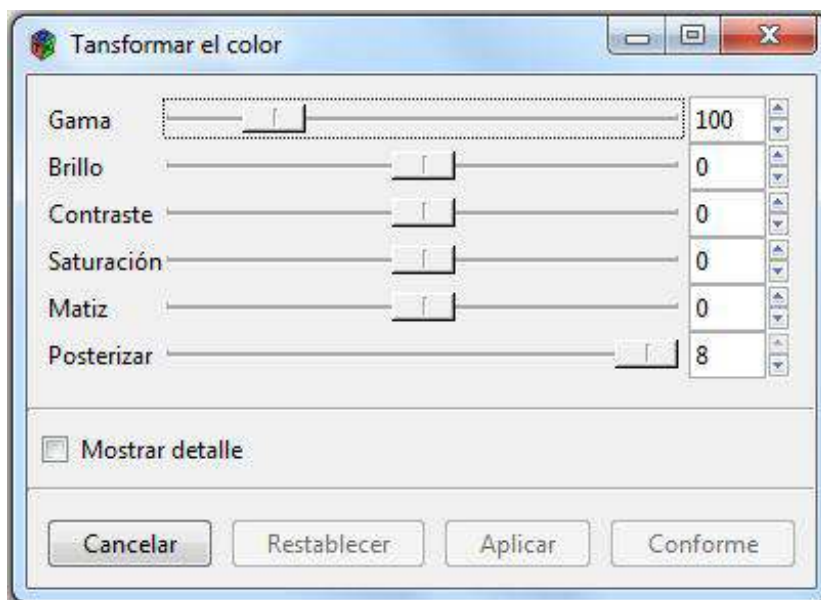 Tansformar el color
Gama 100
Brillo 0
Contraste 0
Saturación 0
Matiz 0
Posterizar 8
Mostrar detalle
Cancelar Restablecer Aplicar Conforme